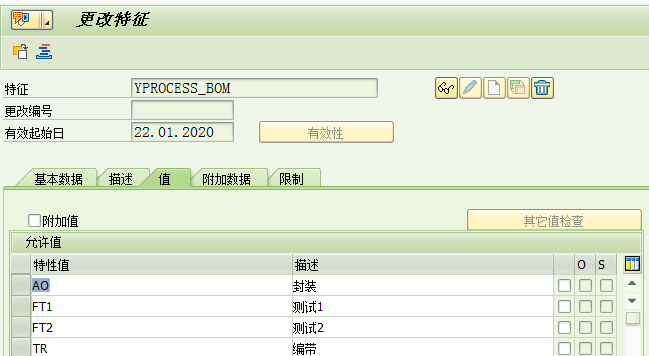 更改特征
特征 YPROCESS_BOM
更改编号
有效起始日 22.01.2020 有效性
基本数据 描述 值 附加数据 限制
附加值 其它值检查
允许值
特性值 描述 O S
AO 封装
FT1 测试1
FT2 测试2
TR 编带